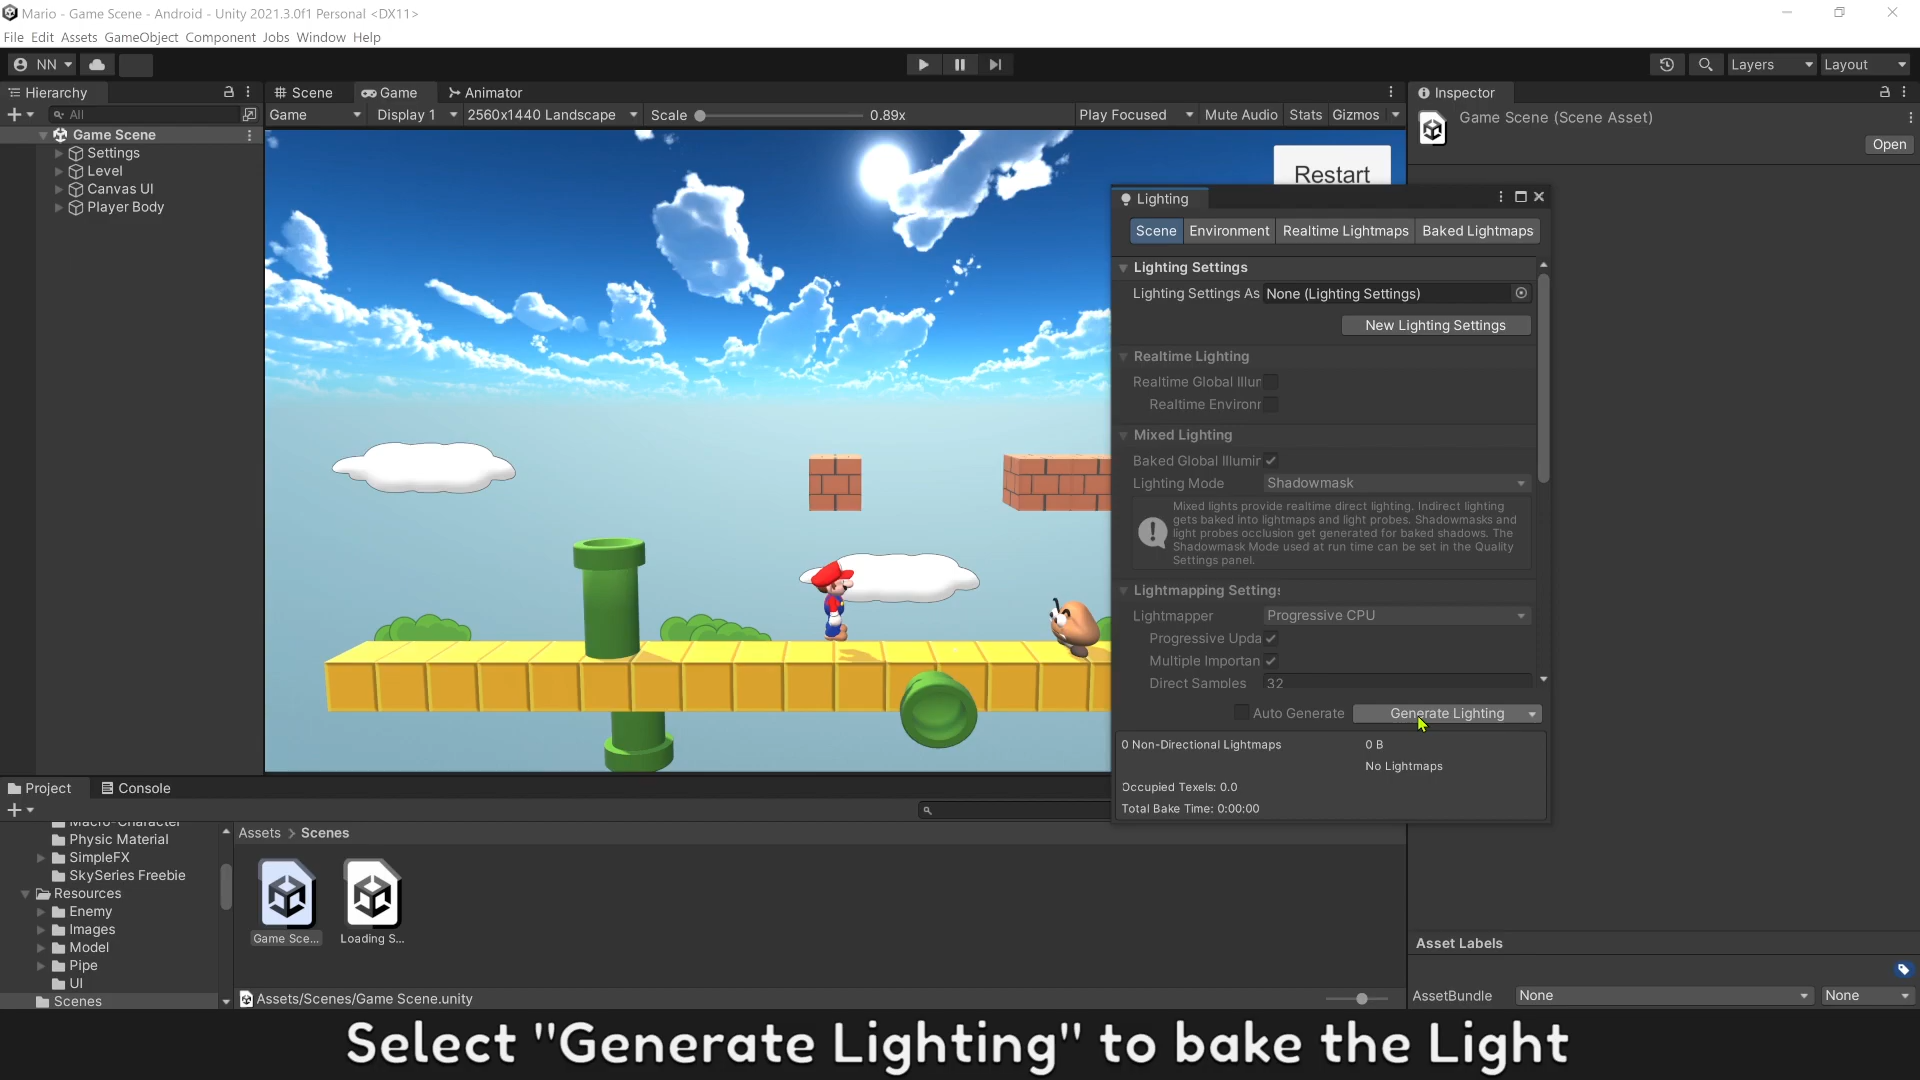 Mario - Game Scene - Android - Unity 2021.3.0f1 Personal <DX11>
File Edit Assets GameObject Component Jobs Window Help
NN
Layers
Layout
Hierarchy
Scene
Game
Animator
Inspector
All
Game
Display 1
2560x1440 Landscape
Scale
0.89x
Play Focused
Mute Audio
Stats
Gizmos
Game Scene (Scene Asset)
Open
Game Scene
Settings
Level
Canvas UI
Player Body
Restart
Lighting
Scene
Environment
Realtime Lightmaps
Baked Lightmaps
Lighting Settings
Lighting Settings As
None (Lighting Settings)
New Lighting Settings
Realtime Lighting
Realtime Global Illur
Realtime Environr
Mixed Lighting
Baked Global Illumir
Lighting Mode
Shadowmask
Mixed lights provide realtime direct lighting. Indirect lighting
gets baked into lightmaps and light probes. Shadowmasks and
light probes occlusion get generated for baked shadows. The
Shadowmask Mode used at run time can be set in the Quality
Settings panel.
Lightmapping Settings
Lightmapper
Progressive CPU
Progressive Upda
Multiple Importan
Direct Samples
32
Auto Generate
Generate Lighting
0 Non-Directional Lightmaps
0 B
No Lightmaps
Occupied Texels: 0.0
Total Bake Time: 0:00:00
Project
Console
Macro-Character
Physic Material
SimpleFX
SkySeries Freebie
Resources
Enemy
Images
Model
Pipe
UI
Scenes
Assets > Scenes
Game Sce...
Loading S...
Assets/Scenes/Game Scene.unity
Asset Labels
AssetBundle
None
None
Select "Generate Lighting" to bake the Light